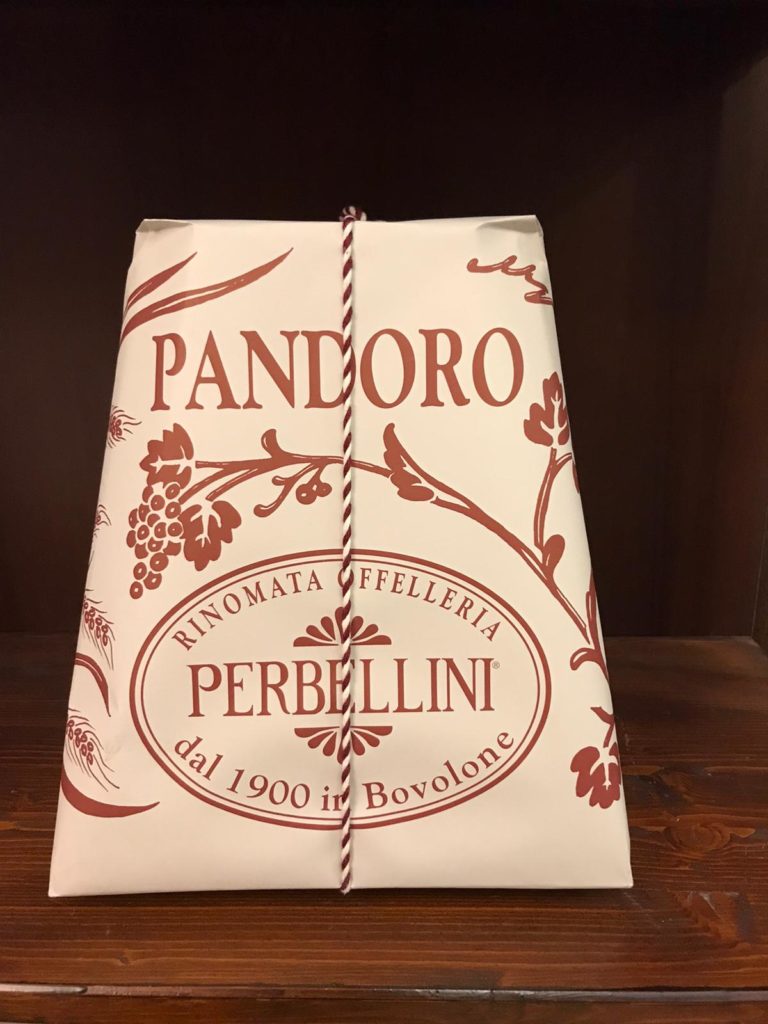 PANDORO
RINOMATA OFFELLERIA
PERBELLINI®
dal 1900 in Bovolone